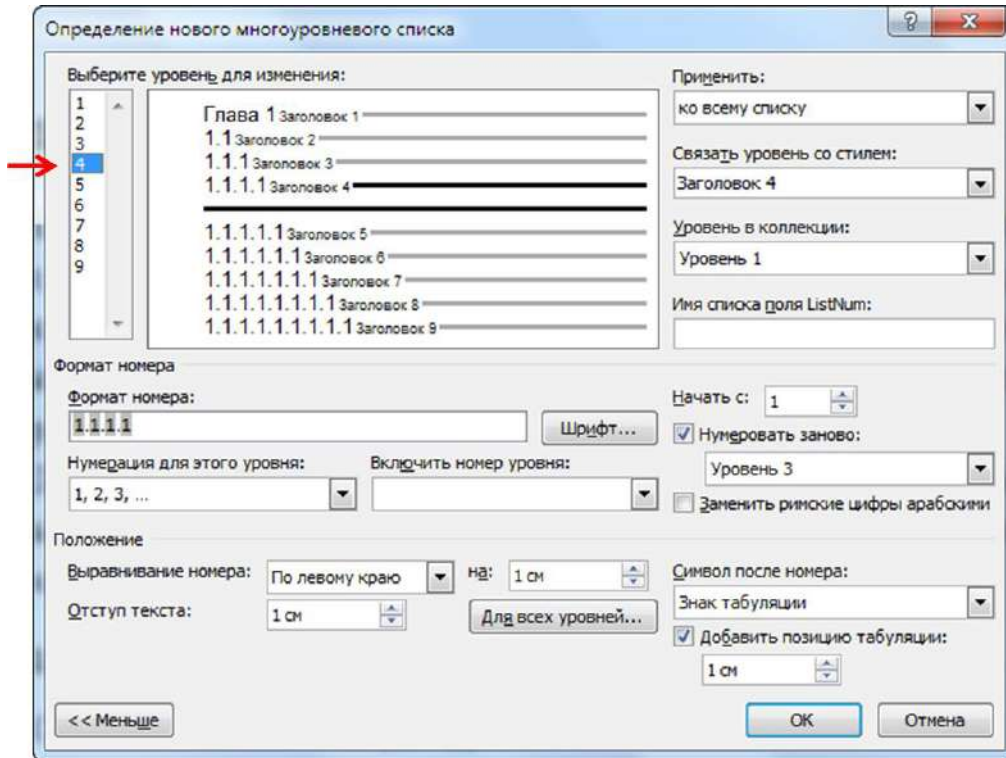 Определение нового многоуровневого списка
Выберите уровень для изменения:
1
2
3
4
5
6
7
8
9
Глава 1 Заголовок 1
1.1 Заголовок 2
1.1.1 Заголовок 3
1.1.1.1 Заголовок 4
1.1.1.1.1 Заголовок 5
1.1.1.1.1.1 Заголовок 6
1.1.1.1.1.1.1 Заголовок 7
1.1.1.1.1.1.1.1 Заголовок 8
1.1.1.1.1.1.1.1.1 Заголовок 9
Применить:
ко всему списку
Связать уровень со стилем:
Заголовок 4
Уровень в коллекции:
Уровень 1
Имя списка поля ListNum:
Формат номера
Формат номера:
1.1.1.1
Шрифт...
Нумерация для этого уровня:
1, 2, 3, ...
Включить номер уровня:
Начать с: 1
Нумеровать заново:
Уровень 3
Заменить римские цифры арабскими
Положение
Выравнивание номера: По левому краю на: 1 см
Отступ текста: 1 см Для всех уровней...
Символ после номера:
Знак табуляции
Добавить позицию табуляции:
1 см
<< Меньше
ОК
Отмена